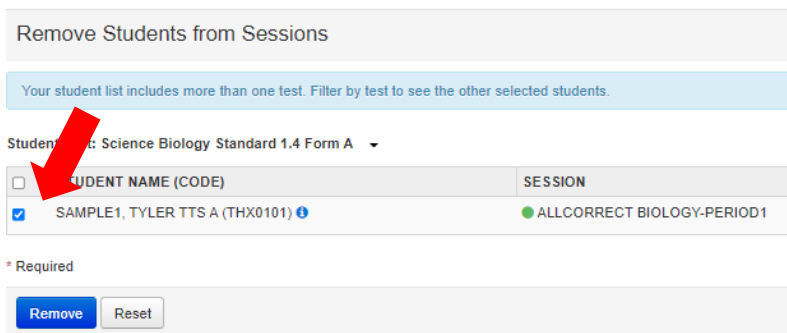 Remove Students from Sessions
Your student list includes more than one test. Filter by test to see the other selected students.
Studen t: Science Biology Standard 1.4 Form A
TUDENT NAME (CODE) SESSION
SAMPLE1, TYLER TTS A (THX0101) ALLCORRECT BIOLOGY-PERIOD1
* Required
Remove Reset